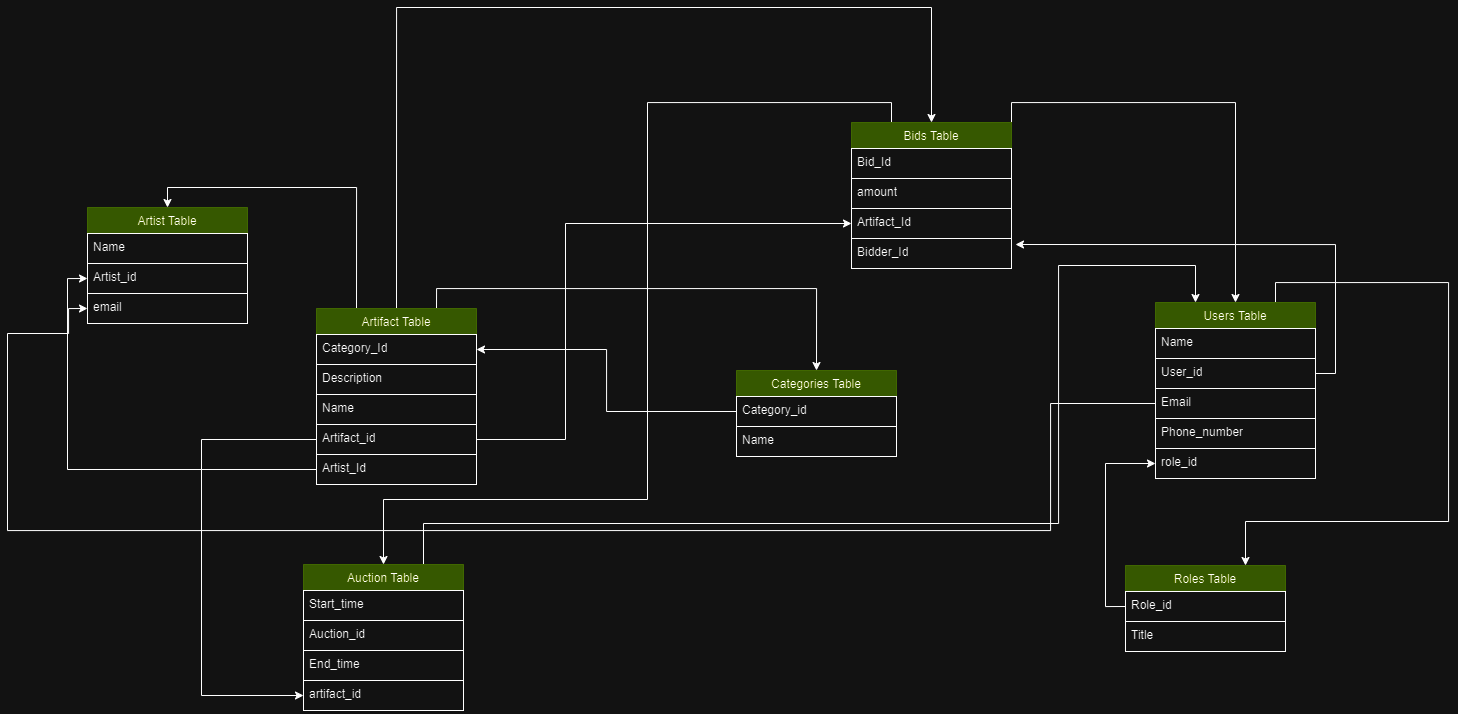 Bids Table
Bid_Id
amount
Artifact_Id
Bidder_Id
Artist Table
Name
Artist_id
email
Artifact Table
Category_Id
Description
Name
Artifact_id
Artist_Id
Categories Table
Category_id
Name
Users Table
Name
User_id
Email
Phone_number
role_id
Auction Table
Start_time
Auction_id
End_time
artifact_id
Roles Table
Role_id
Title